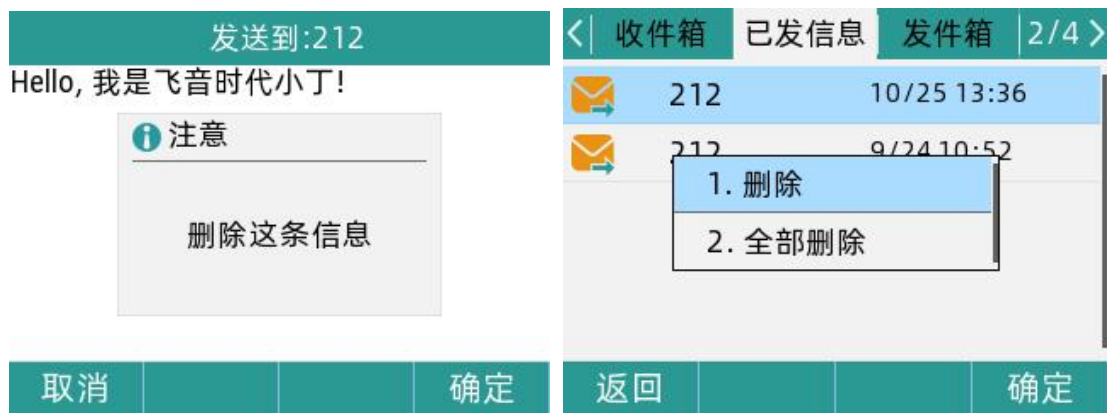 发送到:212
Hello, 我是飞音时代小丁!
注意
删除这条信息
取消 确定
收件箱 已发信息 发件箱 2/4
212 10/25 13:36
212 9/24 10:52
1. 删除
2. 全部删除
返回 确定